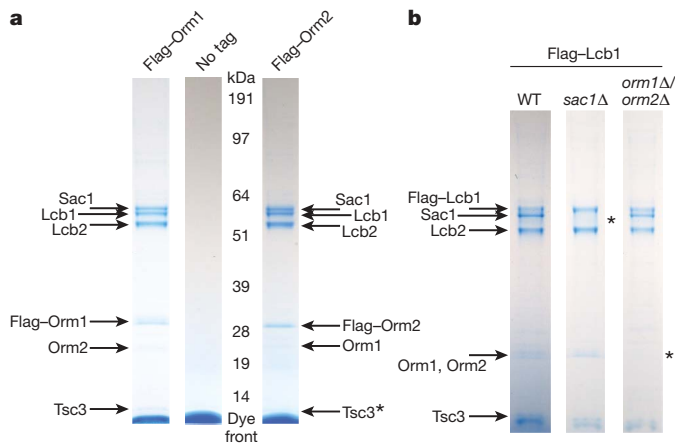 a
Flag–Orm1
No tag
Flag–Orm2
kDa
191
97
64
51
39
28
19
14
Dye
front
Sac1
Lcb1
Lcb2
Flag–Orm1
Orm2
Tsc3
Sac1
Lcb1
Lcb2
Flag–Orm2
Orm1
Tsc3*
b
Flag–Lcb1
WT
sac1Δ
orm1Δ/
orm2Δ
Flag–Lcb1
Sac1
Lcb2
*
Orm1, Orm2
*
Tsc3